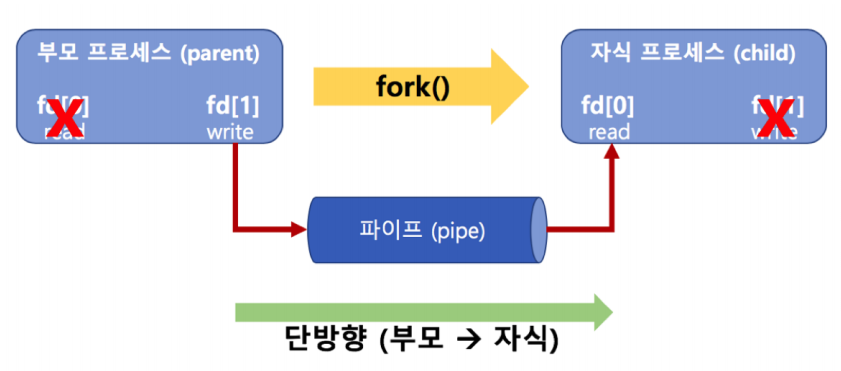 부모 프로세스 (parent)
fd[0] fd[1]
read write
fork()
자식 프로세스 (child)
fd[0] fd[1]
read write
파이프 (pipe)
단방향 (부모 → 자식)